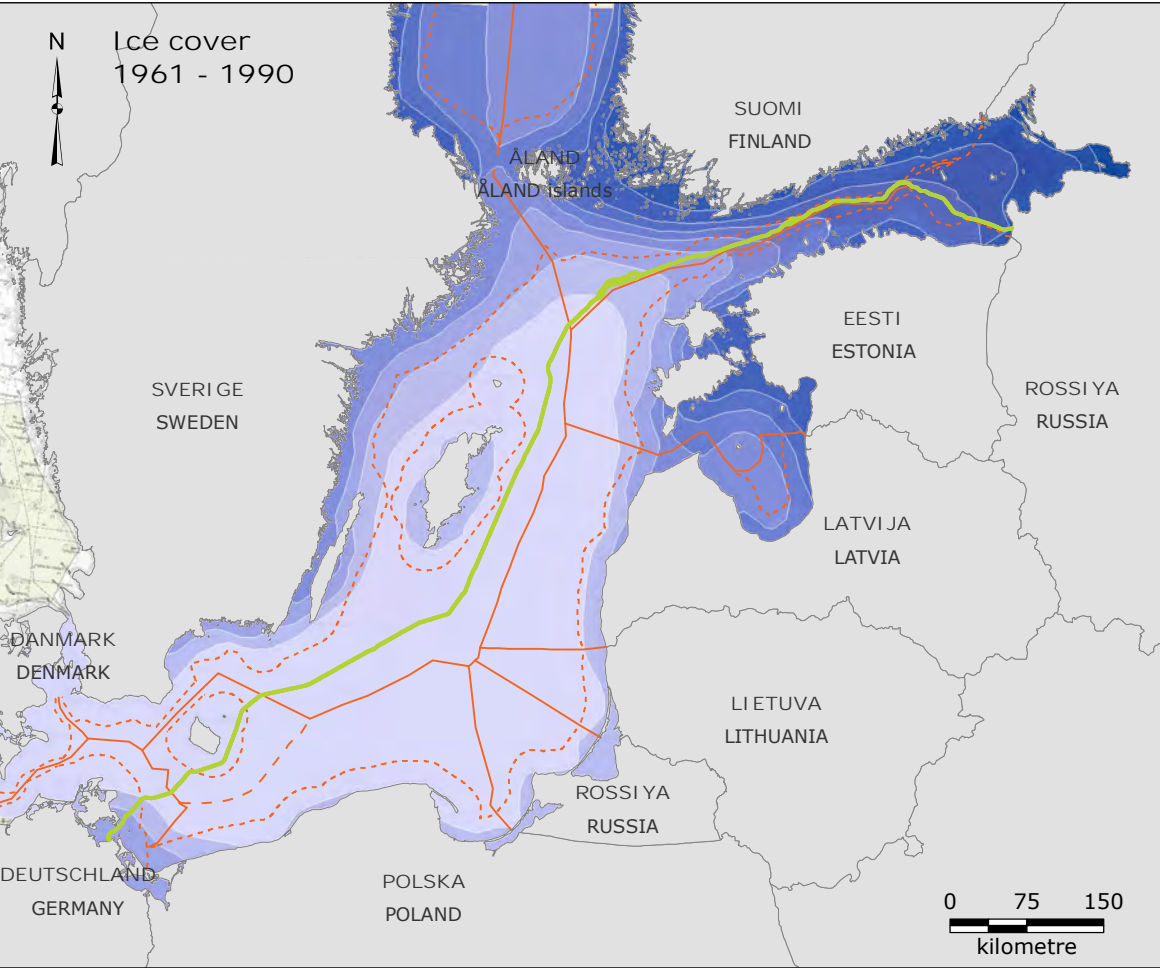 N
Ice cover
1961 - 1990
SUOMI
FINLAND
ÅLAND
ÅLAND islands
EESTI
ESTONIA
SVERIGE
SWEDEN
ROSSIYA
RUSSIA
LATVIJA
LATVIA
DANMARK
DENMARK
LIETUVA
LITHUANIA
ROSSIYA
RUSSIA
DEUTSCHLAND
GERMANY
POLSKA
POLAND
0 75 150
kilometre